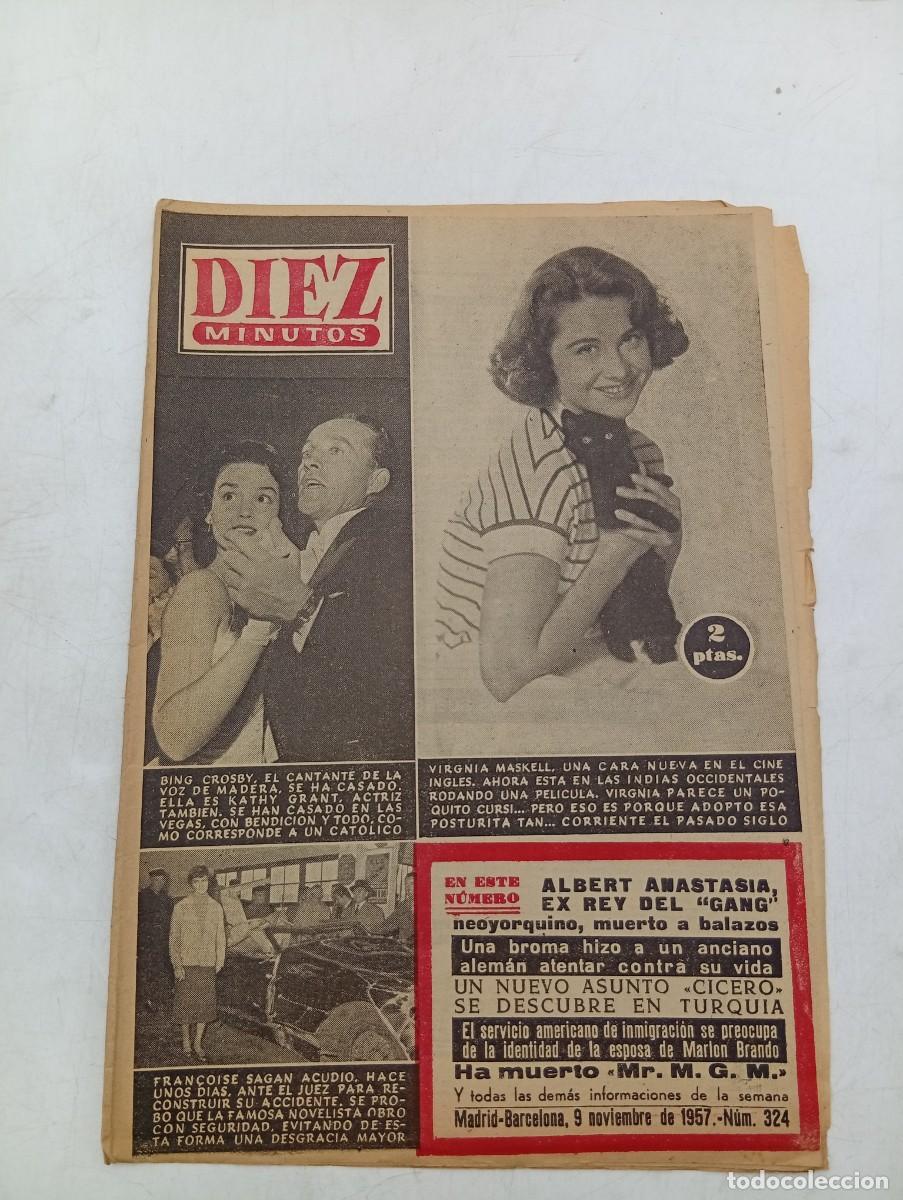 DIEZ
MINUTOS
2
ptas.
BING CROSBY, EL CANTANTE DE LA
VOZ DE MADERA, SE HA CASADO.
ELLA ES KATHY GRANT, ACTRIZ
TAMBIEN. SE HAN CASADO EN LAS
VEGAS, CON BENDICION Y TODO, CO-
MO CORRESPONDE A UN CATOLICO
VIRGNIA MASKELL, UNA CARA NUEVA EN EL CINE
INGLES. AHORA ESTA EN LAS INDIAS OCCIDENTALES
RODANDO UNA PELICULA. VIRGNIA PARECE UN PO-
QUITO CURSI... PERO ESO ES PORQUE ADOPTO ESA
POSTURITA TAN... CORRIENTE EL PASADO SIGLO
FRANÇOISE SAGAN ACUDIO, HACE
UNOS DIAS, ANTE EL JUEZ PARA RE-
CONSTRUIR SU ACCIDENTE. SE PRO-
BO QUE LA FAMOSA NOVELISTA OBRO
CON SEGURIDAD, EVITANDO DE ES-
TA FORMA UNA DESGRACIA MAYOR
EN ESTE
NÚMERO
ALBERT ANASTASIA,
EX REY DEL "GANG"
neoyorquino, muerto a balazos
Una broma hizo a un anciano
alemán atentar contra su vida
UN NUEVO ASUNTO «CICERO»
SE DESCUBRE EN TURQUIA
El servicio americano de inmigración se preocupa
de la identidad de la esposa de Marlon Brando
Ha muerto «Mr. M. G. M.»
Y todas las demás informaciones de la semana
Madrid-Barcelona, 9 noviembre de 1957.-Núm. 324
todocoleccion